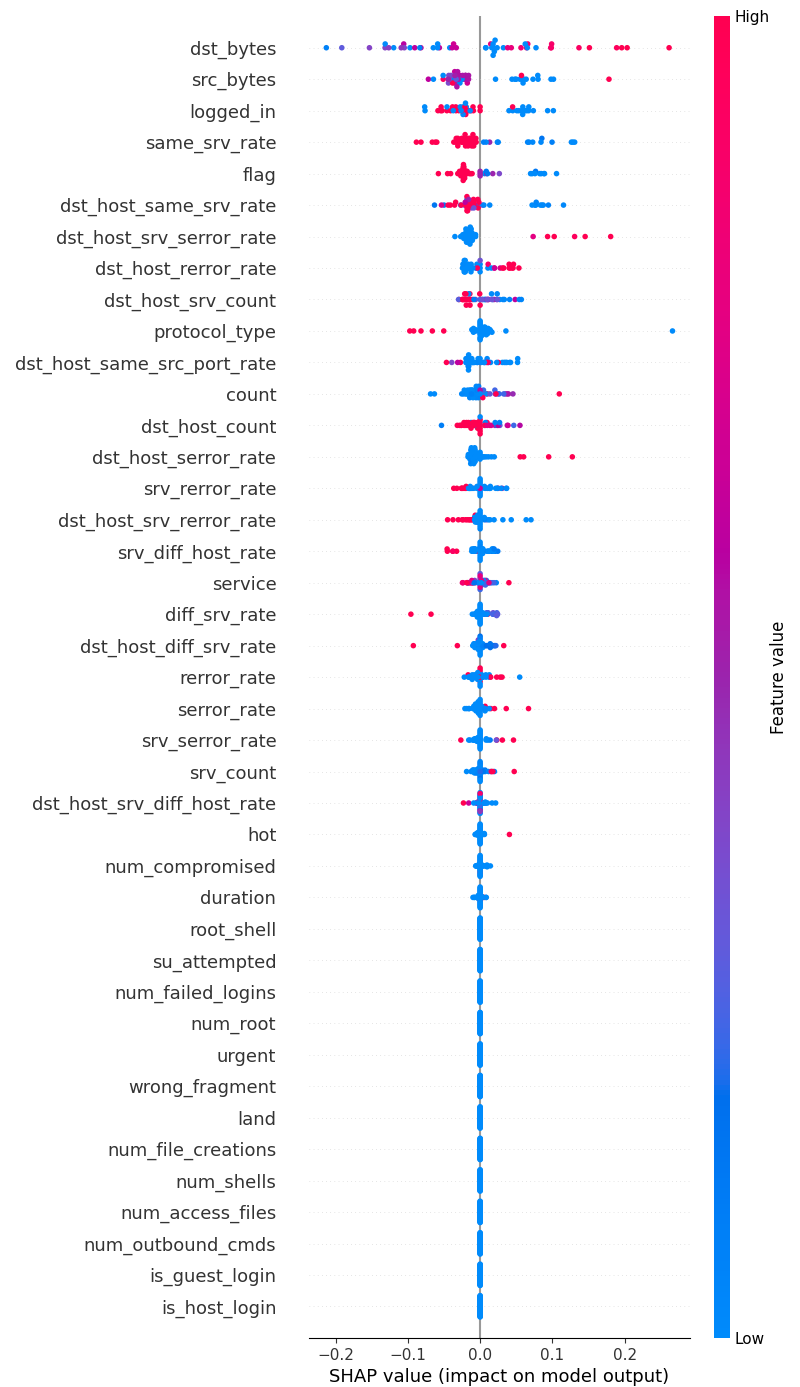 High
dst_bytes
src_bytes
logged_in
same_srv_rate
flag
dst_host_same_srv_rate
dst_host_srv_serror_rate
dst_host_rerror_rate
dst_host_srv_count
protocol_type
dst_host_same_src_port_rate
count
dst_host_count
dst_host_serror_rate
srv_rerror_rate
dst_host_srv_rerror_rate
srv_diff_host_rate
service
diff_srv_rate
dst_host_diff_srv_rate
rerror_rate
serror_rate
srv_serror_rate
srv_count
dst_host_srv_diff_host_rate
hot
num_compromised
duration
root_shell
su_attempted
num_failed_logins
num_root
urgent
wrong_fragment
land
num_file_creations
num_shells
num_access_files
num_outbound_cmds
is_guest_login
is_host_login
Feature value
Low
−0.2 −0.1 0.0 0.1 0.2
SHAP value (impact on model output)